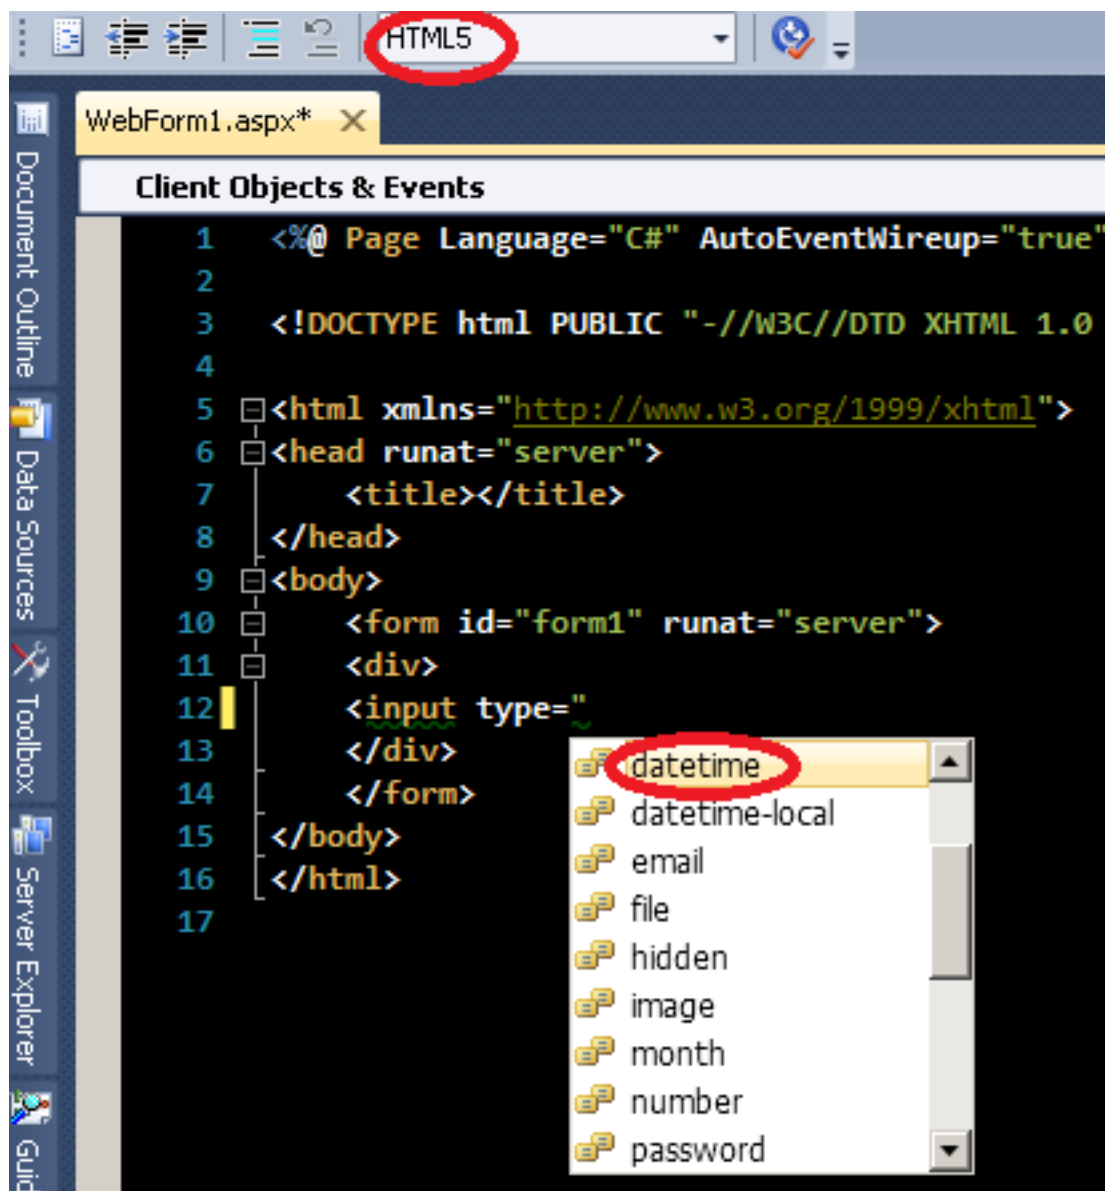 HTML5
WebForm1.aspx*
Client Objects & Events
1 <%@ Page Language="C#" AutoEventWireup="true"
2
3 <!DOCTYPE html PUBLIC "-//W3C//DTD XHTML 1.0
4
5 <html xmlns="http://www.w3.org/1999/xhtml">
6 <head runat="server">
7 <title></title>
8 </head>
9 <body>
10 <form id="form1" runat="server">
11 <div>
12 <input type="
13 </div>
14 </form>
15 </body>
16 </html>
17
datetime
datetime-local
email
file
hidden
image
month
number
password
Document Outline
Data Sources
Toolbox
Server Explorer
Guid